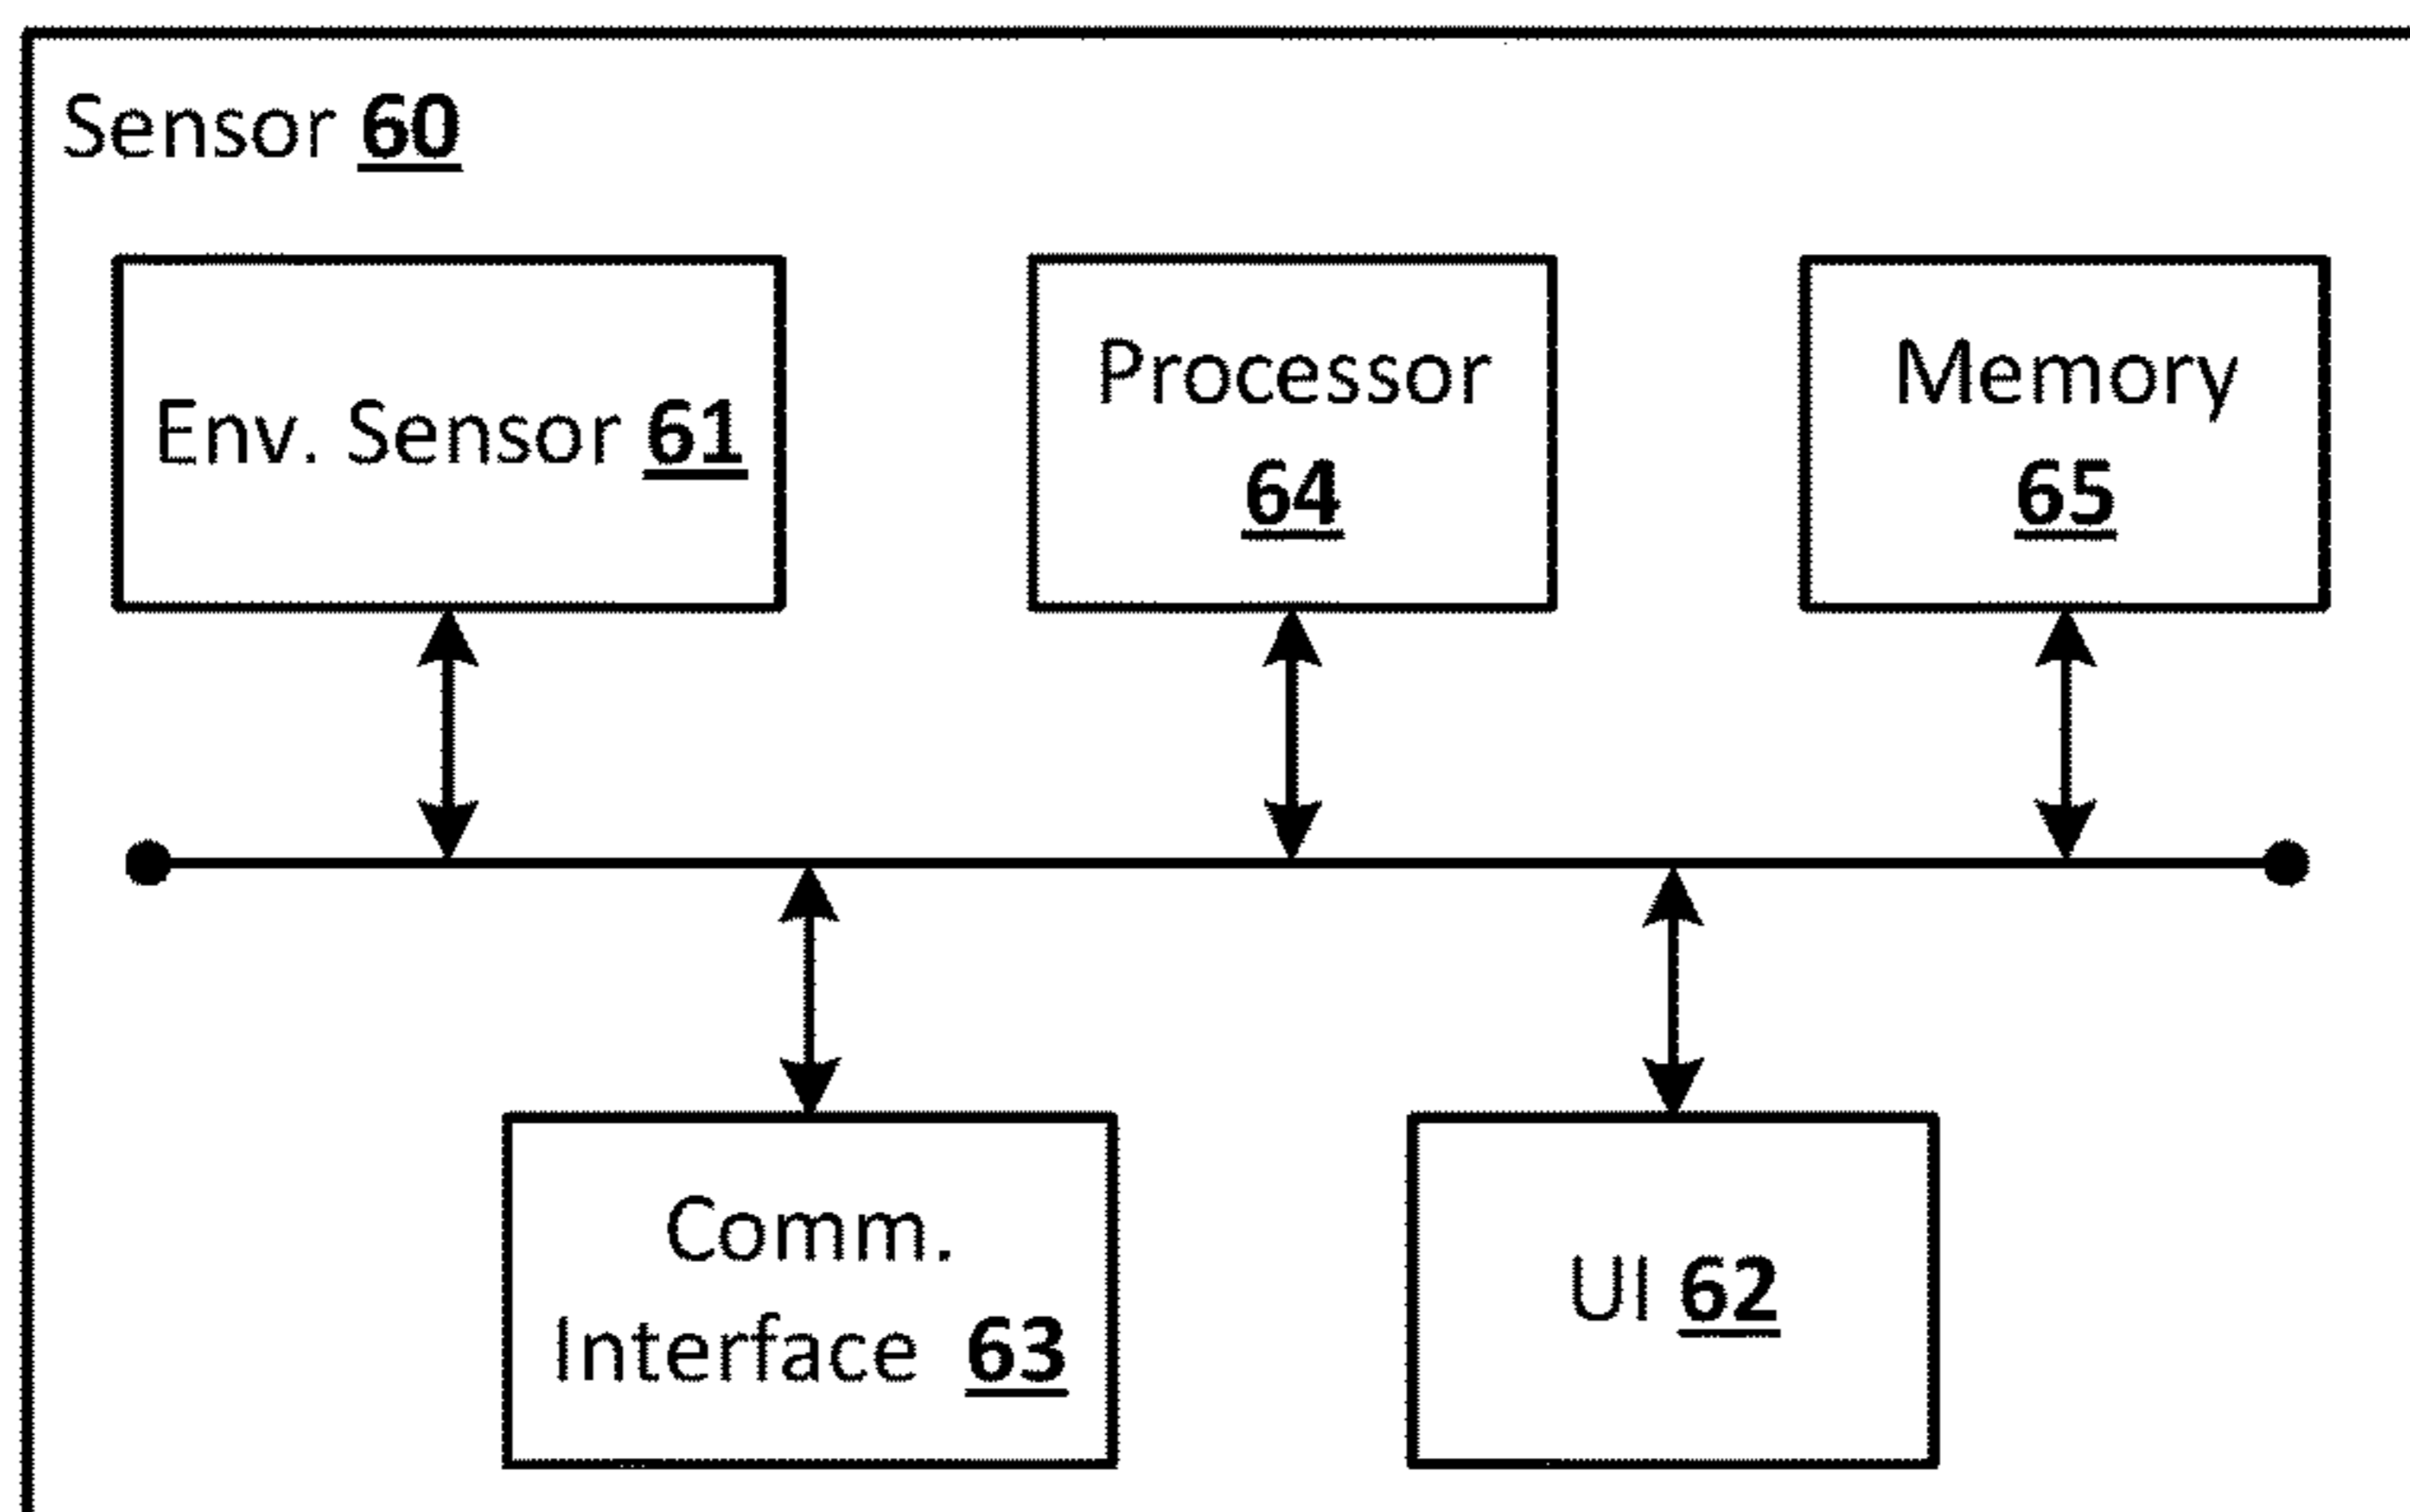 Sensor 60
Env. Sensor 61
Processor
64
Memory
65
Comm.
Interface 63
UI 62